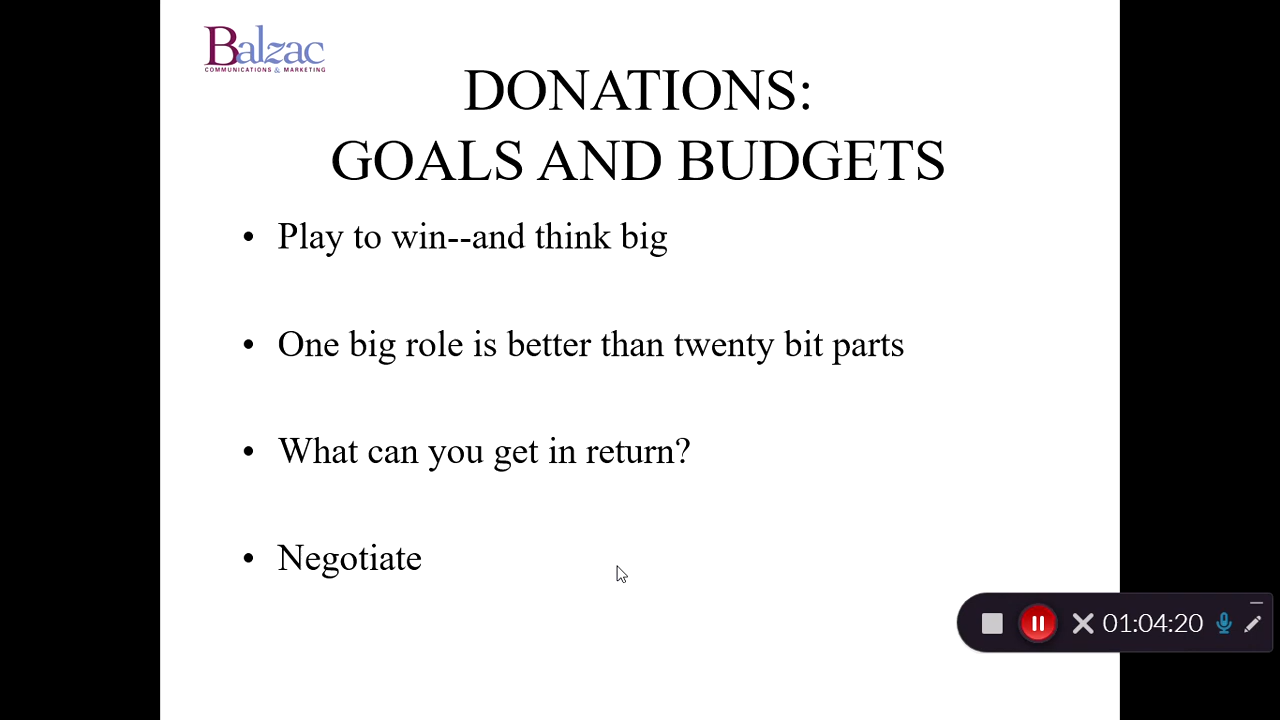 Balzac
COMMUNICATIONS & MARKETING
DONATIONS:
GOALS AND BUDGETS
• Play to win--and think big
• One big role is better than twenty bit parts
• What can you get in return?
• Negotiate
01:04:20